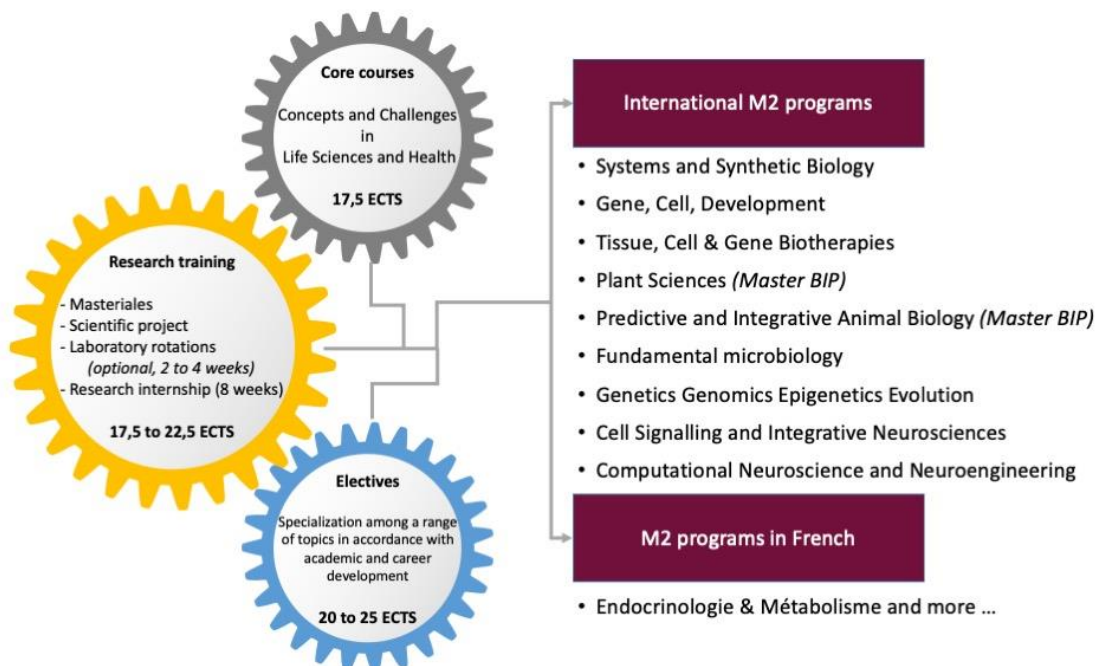 Core courses
Concepts and Challenges
in
Life Sciences and Health
17,5 ECTS
Research training
- Masteriales
- Scientific project
- Laboratory rotations
(optional, 2 to 4 weeks)
- Research internship (8 weeks)
17,5 to 22,5 ECTS
Electives
Specialization among a range
of topics in accordance with
academic and career
development
20 to 25 ECTS
International M2 programs
• Systems and Synthetic Biology
• Gene, Cell, Development
• Tissue, Cell & Gene Biotherapies
• Plant Sciences (Master BIP)
• Predictive and Integrative Animal Biology (Master BIP)
• Fundamental microbiology
• Genetics Genomics Epigenetics Evolution
• Cell Signalling and Integrative Neurosciences
• Computational Neuroscience and Neuroengineering
M2 programs in French
• Endocrinologie & Métabolisme and more ...